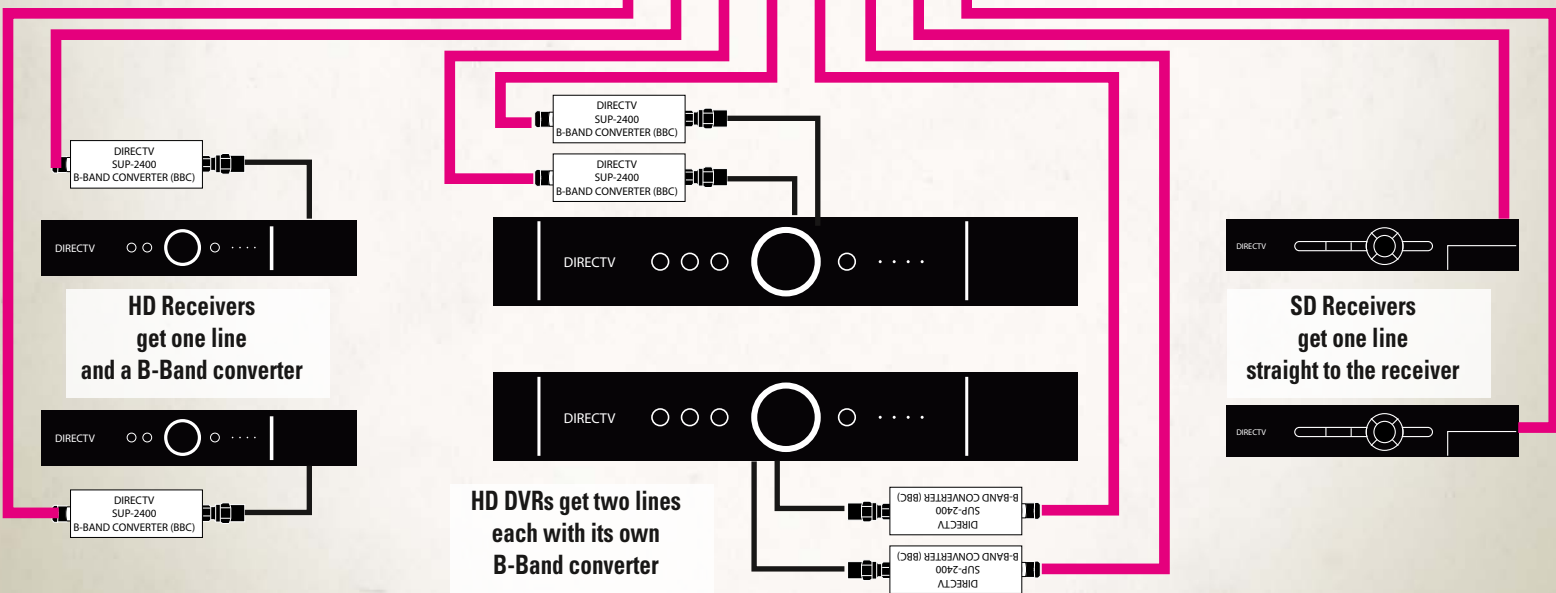 DIRECTV
SUP-2400
B-BAND CONVERTER (BBC)
DIRECTV
HD Receivers
get one line
and a B-Band converter
DIRECTV
DIRECTV
SUP-2400
B-BAND CONVERTER (BBC)
DIRECTV
SUP-2400
B-BAND CONVERTER (BBC)
DIRECTV
SUP-2400
B-BAND CONVERTER (BBC)
DIRECTV
DIRECTV
HD DVRs get two lines
each with its own
B-Band converter
DIRECTV
SUP-2400
B-BAND CONVERTER (BBC)
DIRECTV
SUP-2400
B-BAND CONVERTER (BBC)
DIRECTV
SD Receivers
get one line
straight to the receiver
DIRECTV